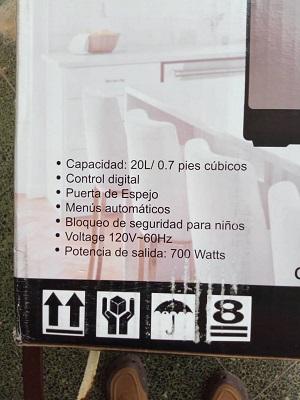 • Capacidad: 20L/ 0.7 pies cúbicos
• Control digital
• Puerta de Espejo
• Menús automáticos
• Bloqueo de seguridad para niños
• Voltage 120V~60Hz
• Potencia de salida: 700 Watts
8